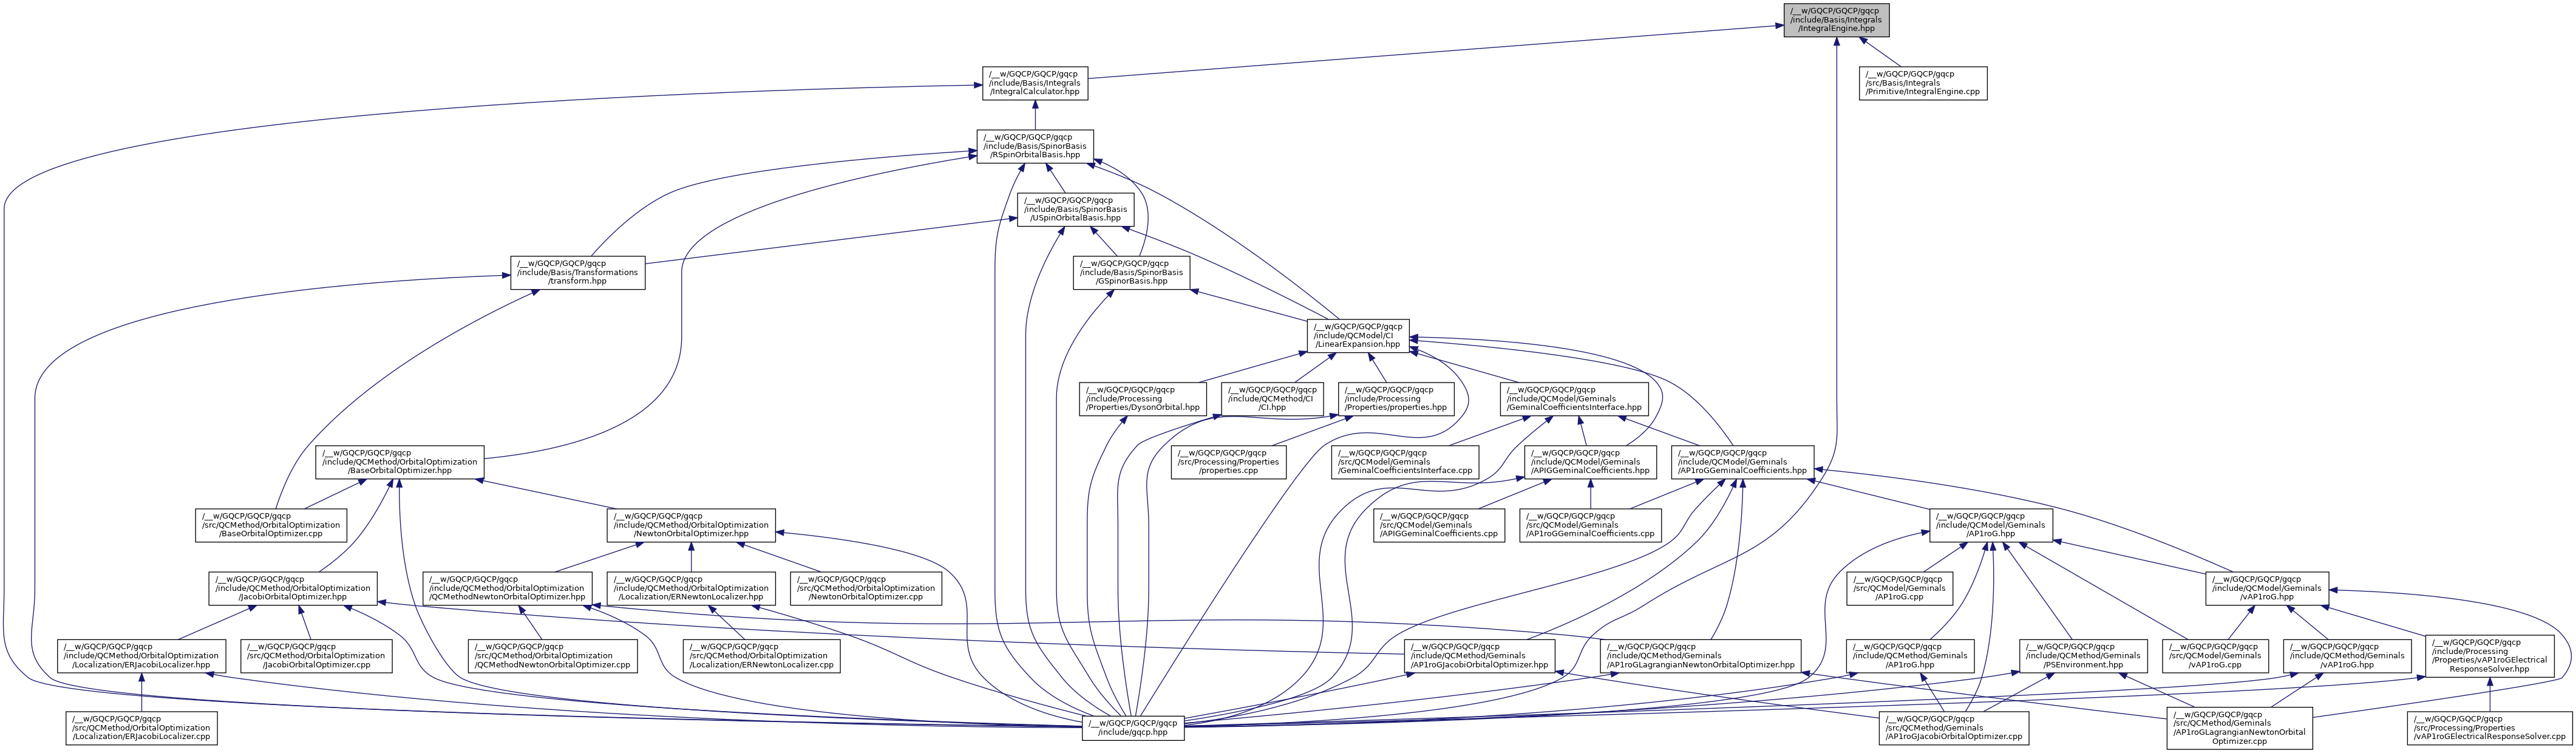 /__w/GQCP/GQCP/gqcp
/include/Basis/Integrals
/IntegralEngine.hpp
/__w/GQCP/GQCP/gqcp
/include/Basis/Integrals
/IntegralCalculator.hpp
/__w/GQCP/GQCP/gqcp
/src/Basis/Integrals
/Primitive/IntegralEngine.cpp
/__w/GQCP/GQCP/gqcp
/include/Basis/SpinorBasis
/RSpinOrbitalBasis.hpp
/__w/GQCP/GQCP/gqcp
/include/Basis/SpinorBasis
/USpinOrbitalBasis.hpp
/__w/GQCP/GQCP/gqcp
/include/Basis/Transformations
/transform.hpp
/__w/GQCP/GQCP/gqcp
/include/Basis/SpinorBasis
/GSpinorBasis.hpp
/__w/GQCP/GQCP/gqcp
/include/QCModel/CI
/LinearExpansion.hpp
/__w/GQCP/GQCP/gqcp
/include/Processing
/Properties/DysonOrbital.hpp
/__w/GQCP/GQCP/gqcp
/include/QCMethod/CI
/CI.hpp
/__w/GQCP/GQCP/gqcp
/include/Processing
/Properties/properties.hpp
/__w/GQCP/GQCP/gqcp
/include/QCModel/Geminals
/GeminalCoefficientsInterface.hpp
/__w/GQCP/GQCP/gqcp
/include/QCMethod/OrbitalOptimization
/BaseOrbitalOptimizer.hpp
/__w/GQCP/GQCP/gqcp
/src/Processing/Properties
/properties.cpp
/__w/GQCP/GQCP/gqcp
/src/QCModel/Geminals
/GeminalCoefficientsInterface.cpp
/__w/GQCP/GQCP/gqcp
/include/QCModel/Geminals
/APIGGeminalCoefficients.hpp
/__w/GQCP/GQCP/gqcp
/include/QCModel/Geminals
/AP1roGGeminalCoefficients.hpp
/__w/GQCP/GQCP/gqcp
/src/QCMethod/OrbitalOptimization
/BaseOrbitalOptimizer.cpp
/__w/GQCP/GQCP/gqcp
/include/QCMethod/OrbitalOptimization
/NewtonOrbitalOptimizer.hpp
/__w/GQCP/GQCP/gqcp
/src/QCModel/Geminals
/APIGGeminalCoefficients.cpp
/__w/GQCP/GQCP/gqcp
/src/QCModel/Geminals
/AP1roGGeminalCoefficients.cpp
/__w/GQCP/GQCP/gqcp
/include/QCModel/Geminals
/AP1roG.hpp
/__w/GQCP/GQCP/gqcp
/include/QCMethod/OrbitalOptimization
/JacobiOrbitalOptimizer.hpp
/__w/GQCP/GQCP/gqcp
/include/QCMethod/OrbitalOptimization
/QCMethodNewtonOrbitalOptimizer.hpp
/__w/GQCP/GQCP/gqcp
/include/QCMethod/OrbitalOptimization
/Localization/ERNewtonLocalizer.hpp
/__w/GQCP/GQCP/gqcp
/src/QCMethod/OrbitalOptimization
/NewtonOrbitalOptimizer.cpp
/__w/GQCP/GQCP/gqcp
/src/QCModel/Geminals
/AP1roG.cpp
/__w/GQCP/GQCP/gqcp
/include/QCModel/Geminals
/vAP1roG.hpp
/__w/GQCP/GQCP/gqcp
/include/QCMethod/OrbitalOptimization
/Localization/ERJacobiLocalizer.hpp
/__w/GQCP/GQCP/gqcp
/src/QCMethod/OrbitalOptimization
/JacobiOrbitalOptimizer.cpp
/__w/GQCP/GQCP/gqcp
/src/QCMethod/OrbitalOptimization
/QCMethodNewtonOrbitalOptimizer.cpp
/__w/GQCP/GQCP/gqcp
/src/QCMethod/OrbitalOptimization
/Localization/ERNewtonLocalizer.cpp
/__w/GQCP/GQCP/gqcp
/include/QCMethod/Geminals
/AP1roGJacobiOrbitalOptimizer.hpp
/__w/GQCP/GQCP/gqcp
/include/QCMethod/Geminals
/AP1roGLagrangianNewtonOrbitalOptimizer.hpp
/__w/GQCP/GQCP/gqcp
/include/QCMethod/Geminals
/AP1roG.hpp
/__w/GQCP/GQCP/gqcp
/include/QCMethod/Geminals
/PSEnvironment.hpp
/__w/GQCP/GQCP/gqcp
/src/QCModel/Geminals
/vAP1roG.cpp
/__w/GQCP/GQCP/gqcp
/include/QCMethod/Geminals
/vAP1roG.hpp
/__w/GQCP/GQCP/gqcp
/include/Processing
/Properties/vAP1roGElectrical
ResponseSolver.hpp
/__w/GQCP/GQCP/gqcp
/src/QCMethod/OrbitalOptimization
/Localization/ERJacobiLocalizer.cpp
/__w/GQCP/GQCP/gqcp
/include/gqcp.hpp
/__w/GQCP/GQCP/gqcp
/src/QCMethod/Geminals
/AP1roGJacobiOrbitalOptimizer.cpp
/__w/GQCP/GQCP/gqcp
/src/QCMethod/Geminals
/AP1roGLagrangianNewtonOrbital
Optimizer.cpp
/__w/GQCP/GQCP/gqcp
/src/Processing/Properties
/vAP1roGElectricalResponseSolver.cpp